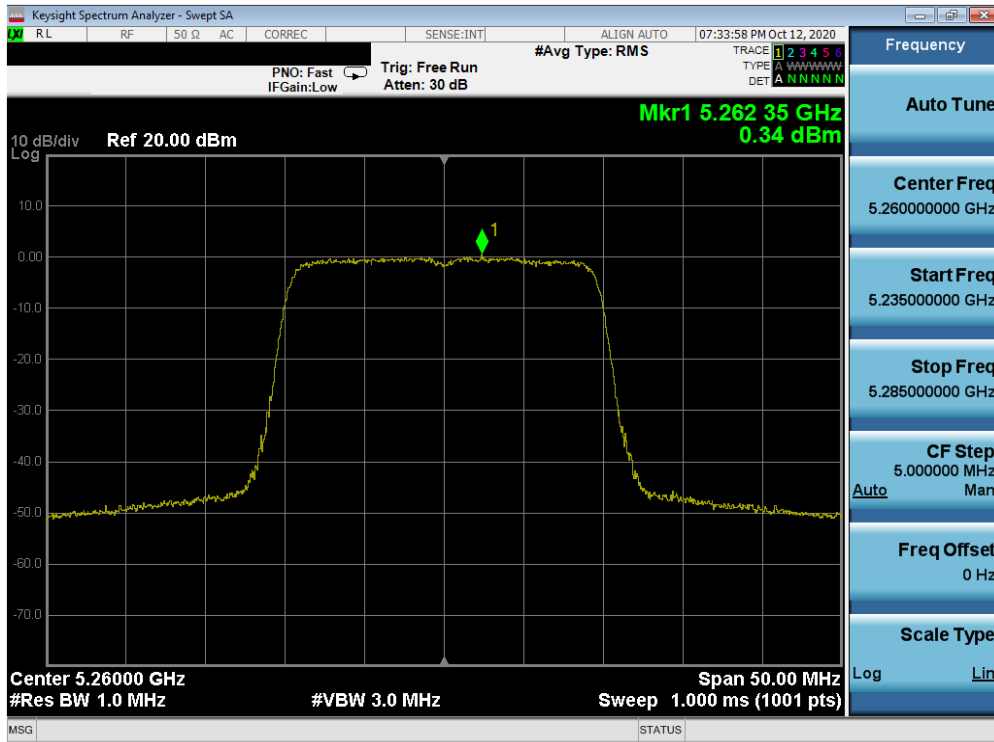 Keysight Spectrum Analyzer - Swept SA
LXI RL RF 50 Ω AC CORREC SENSE:INT ALIGN AUTO 07:33:58 PM Oct 12, 2020
#Avg Type: RMS
TRACE 1 2 3 4 5 6
TYPE A WWWWW
DET A N N N N N
PNO: Fast
IFGain:Low
Trig: Free Run
Atten: 30 dB
Mkr1 5.262 35 GHz
0.34 dBm
10 dB/div Ref 20.00 dBm
Log
10.0
1
0.00
-10.0
-20.0
-30.0
-40.0
-50.0
-60.0
-70.0
Center 5.26000 GHz Span 50.00 MHz
#Res BW 1.0 MHz #VBW 3.0 MHz Sweep 1.000 ms (1001 pts)
MSG STATUS
Frequency
Auto Tune
Center Freq
5.260000000 GHz
Start Freq
5.235000000 GHz
Stop Freq
5.285000000 GHz
CF Step
5.000000 MHz
Auto Man
Freq Offset
0 Hz
Scale Type
Log Lin